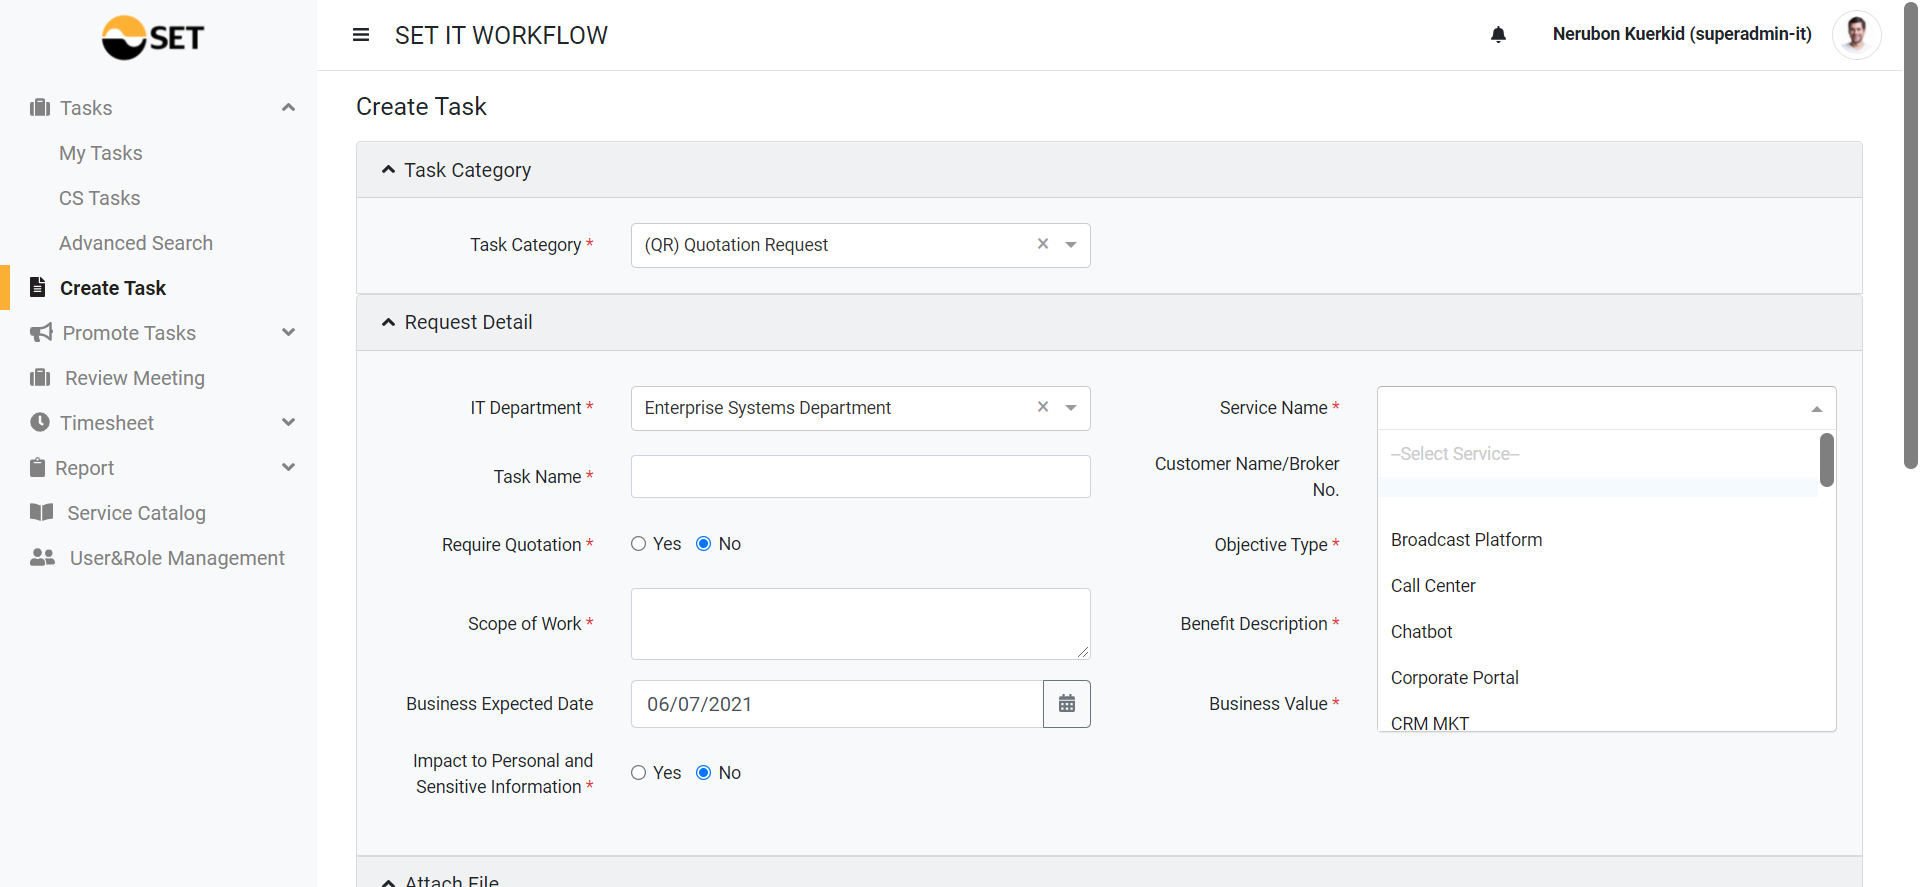 SET
Tasks
My Tasks
CS Tasks
Advanced Search
Create Task
Promote Tasks
Review Meeting
Timesheet
Report
Service Catalog
User&Role Management
SET IT WORKFLOW
Nerubon Kuerkid (superadmin-it)
Create Task
Task Category
Task Category *
(QR) Quotation Request
Request Detail
IT Department *
Enterprise Systems Department
Service Name *
--Select Service--
Broadcast Platform
Call Center
Chatbot
Corporate Portal
CRM MKT
Task Name *
Customer Name/Broker
No.
Require Quotation *
Yes
No
Objective Type *
Scope of Work *
Benefit Description *
Business Expected Date
06/07/2021
Business Value *
Impact to Personal and
Sensitive Information *
Yes
No
Attach File